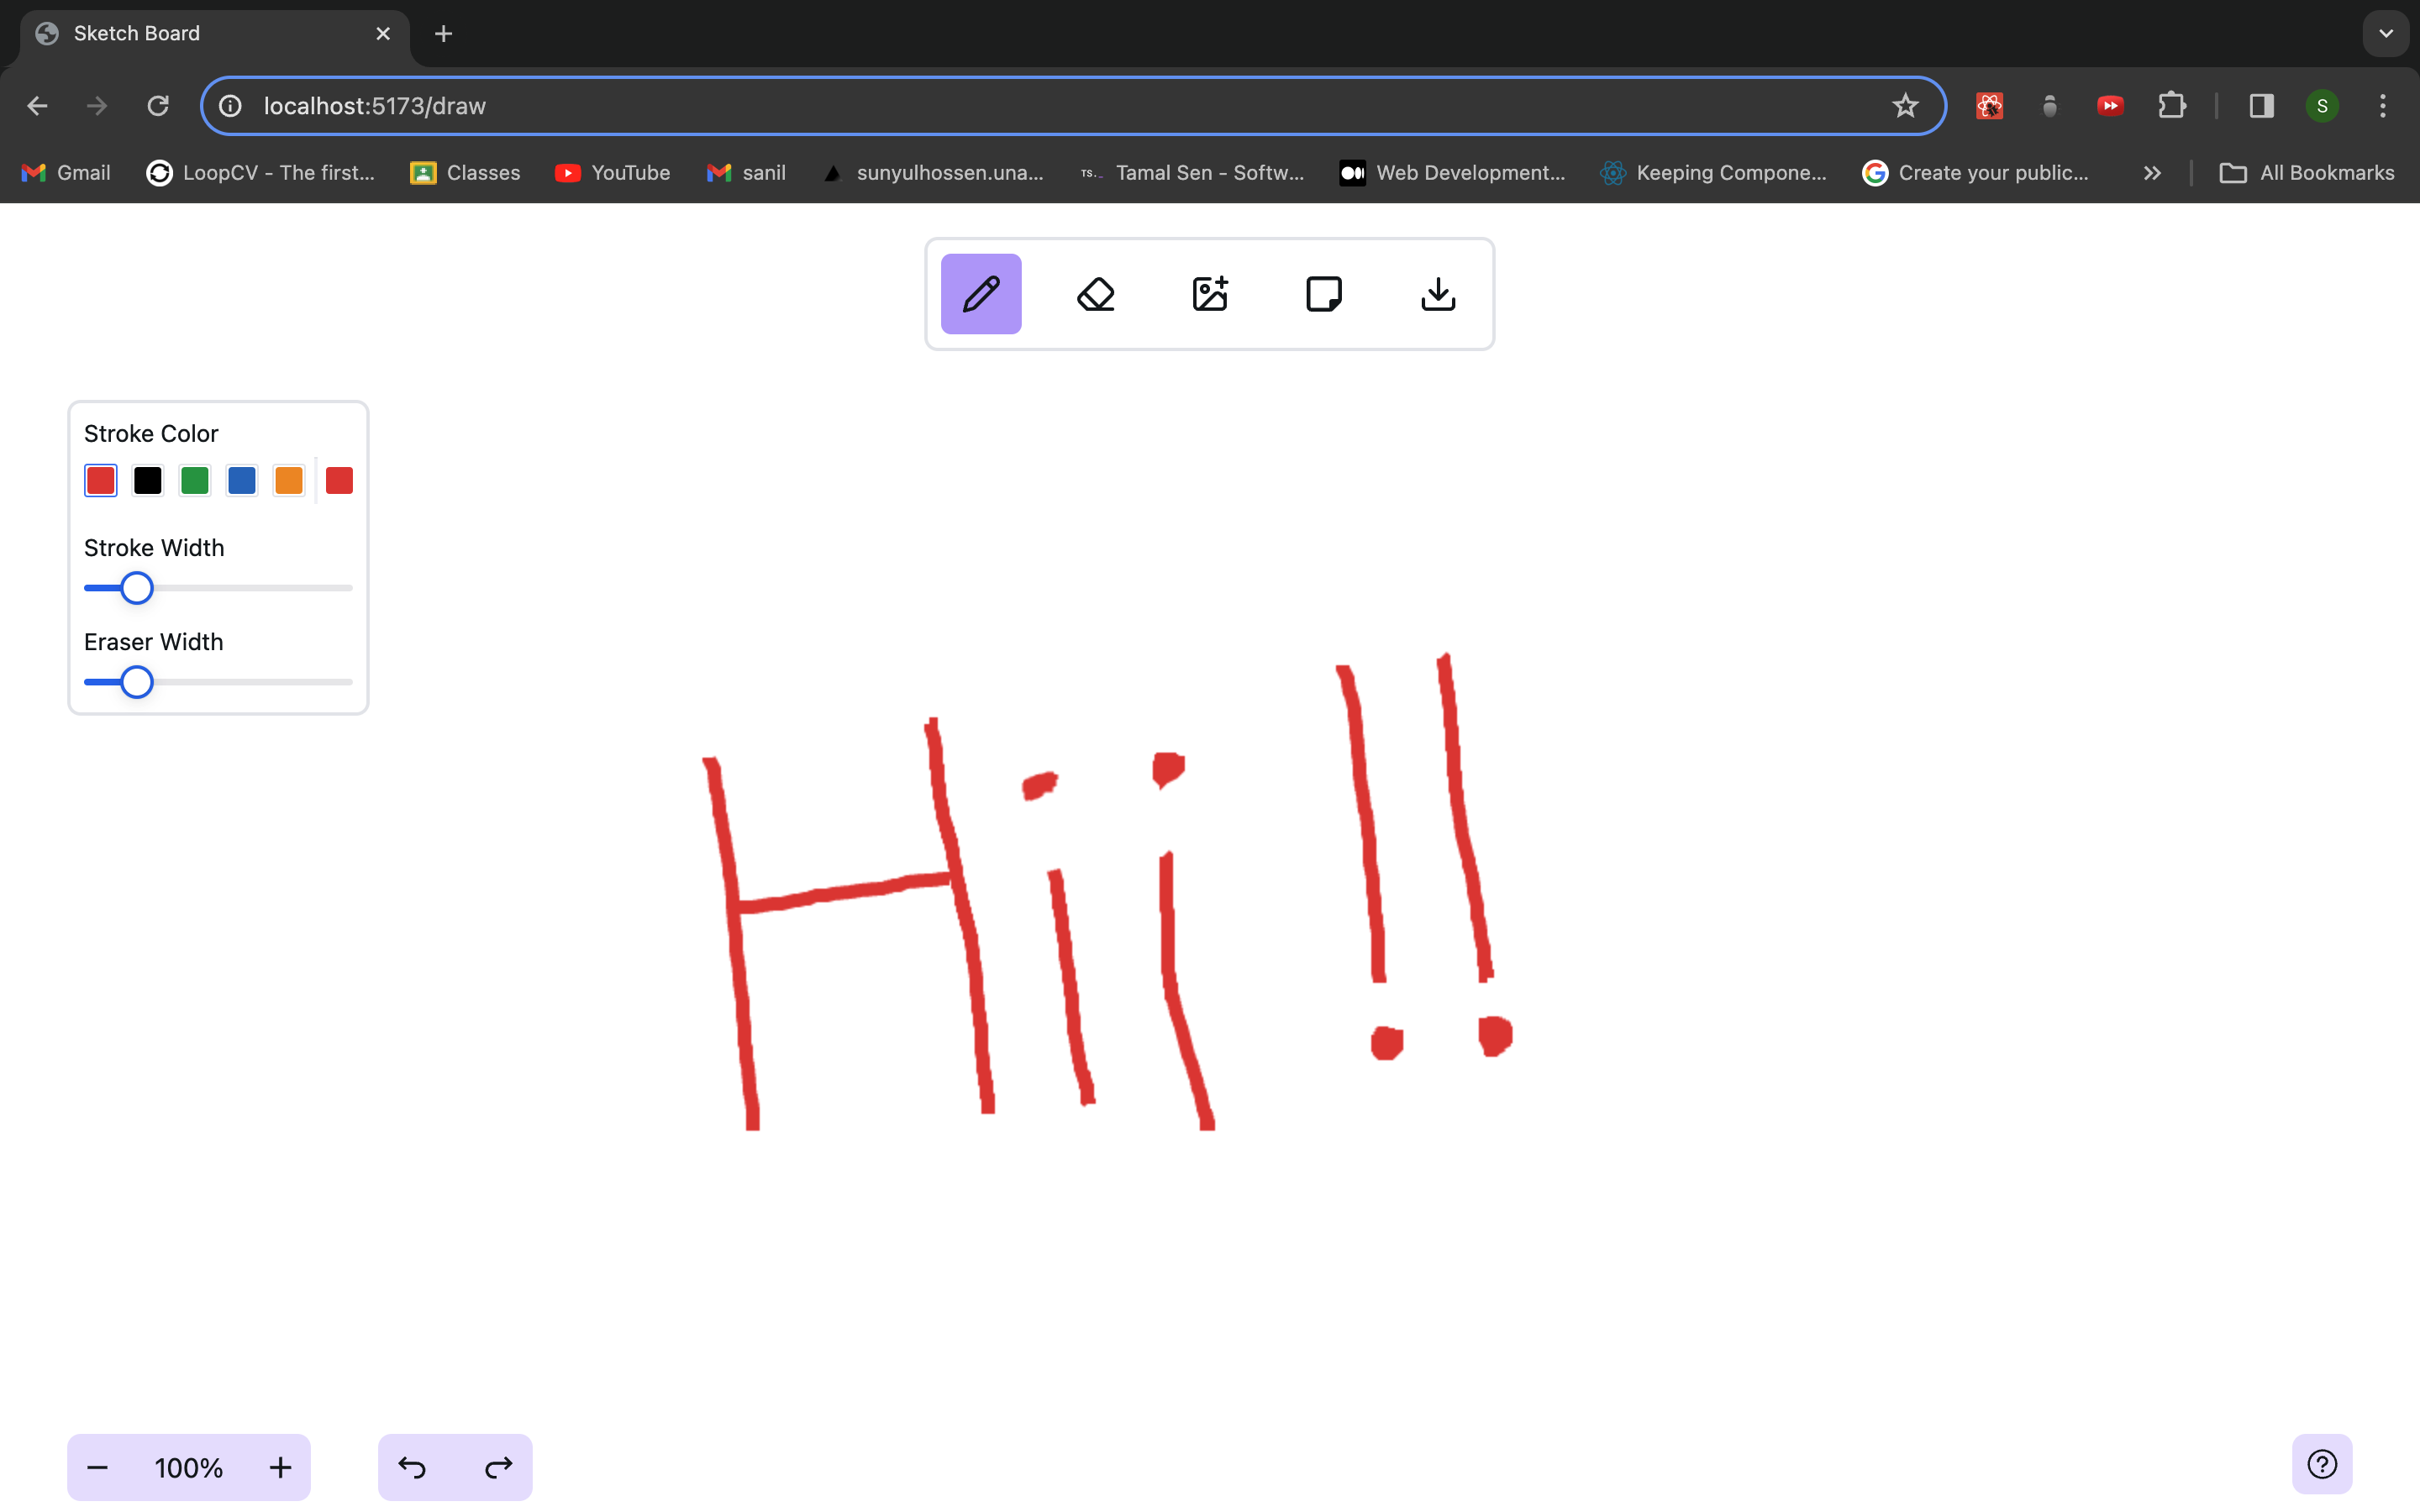 Sketch Board
localhost:5173/draw
Gmail LoopCV - The first... Classes YouTube sanil sunyulhossen.una... TS._ Tamal Sen - Softw... Web Development... Keeping Compone... Create your public... All Bookmarks
S
Stroke Color
Stroke Width
Eraser Width
Hii!!
100%